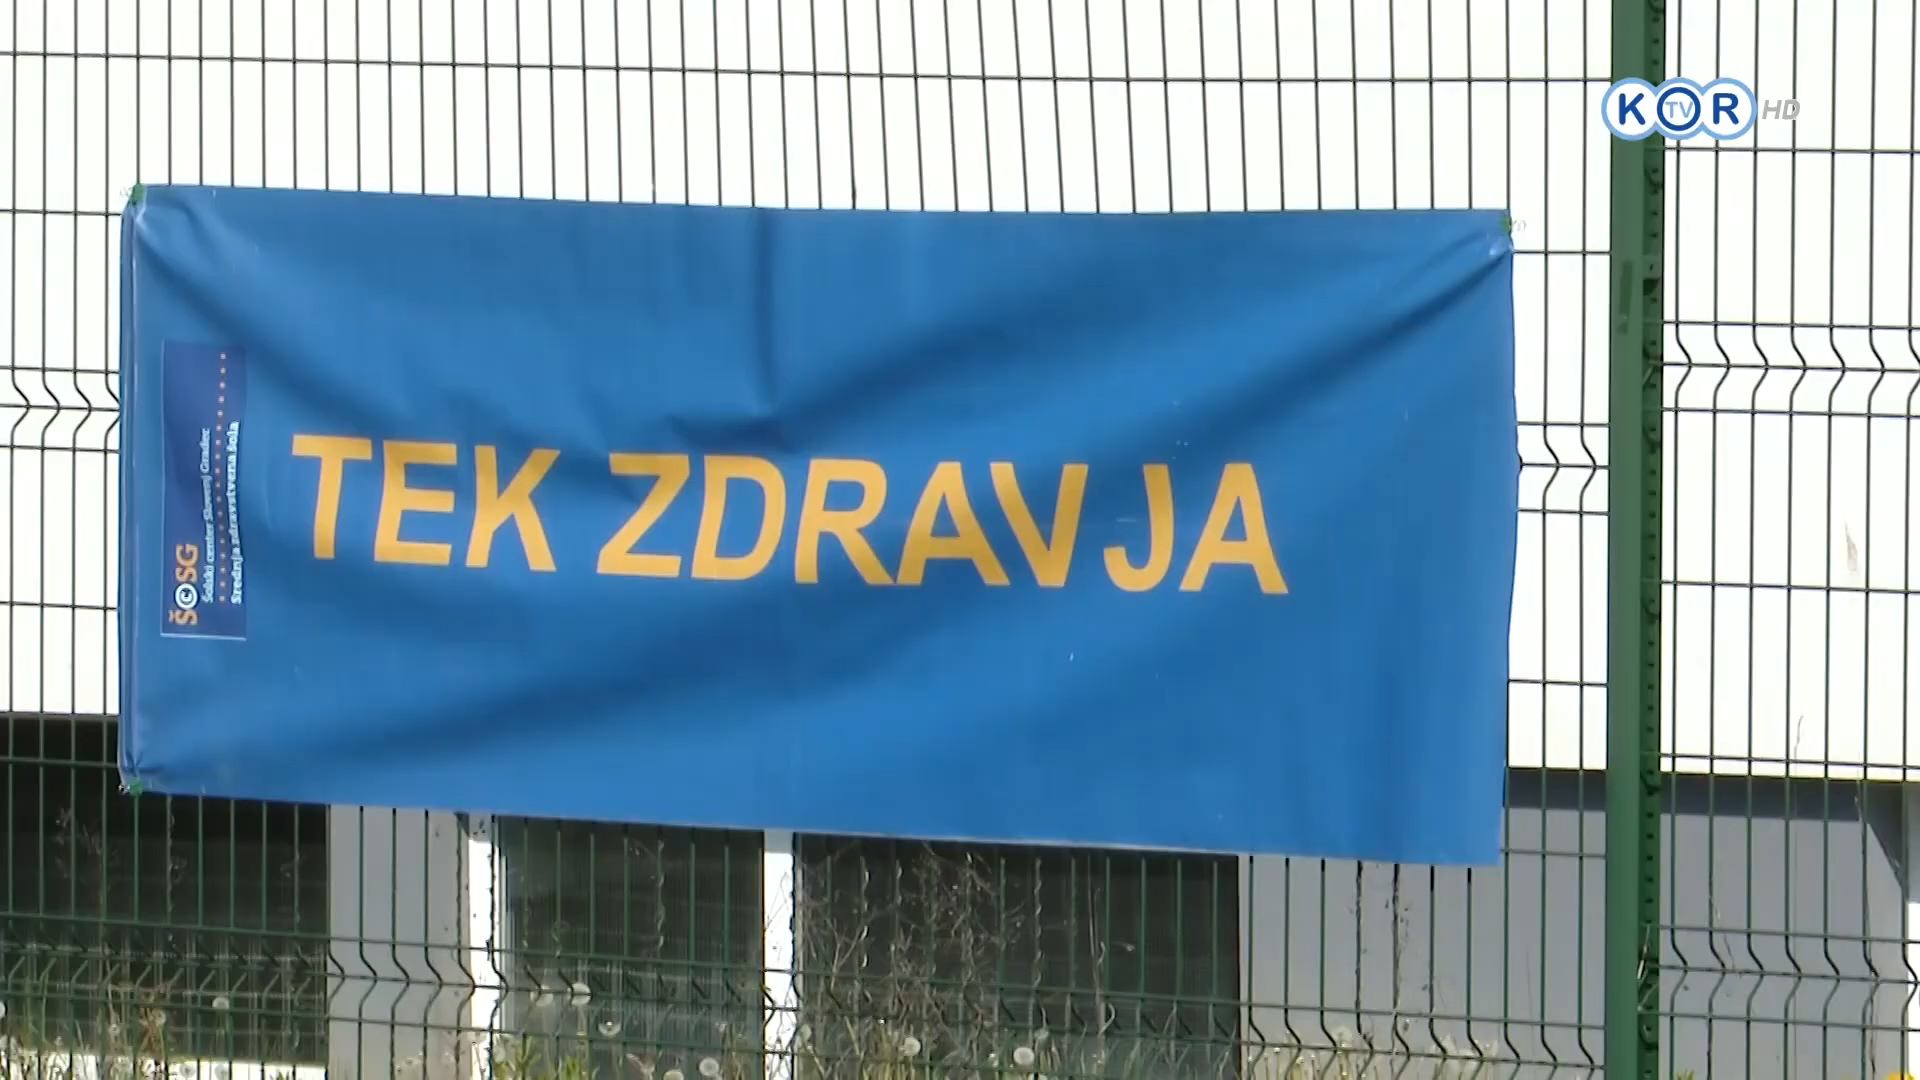 KOR TV HD
TEK ZDRAVJA
ŠCSG
Šolski center Slovenj Gradec
Srednja zdravstvena šola